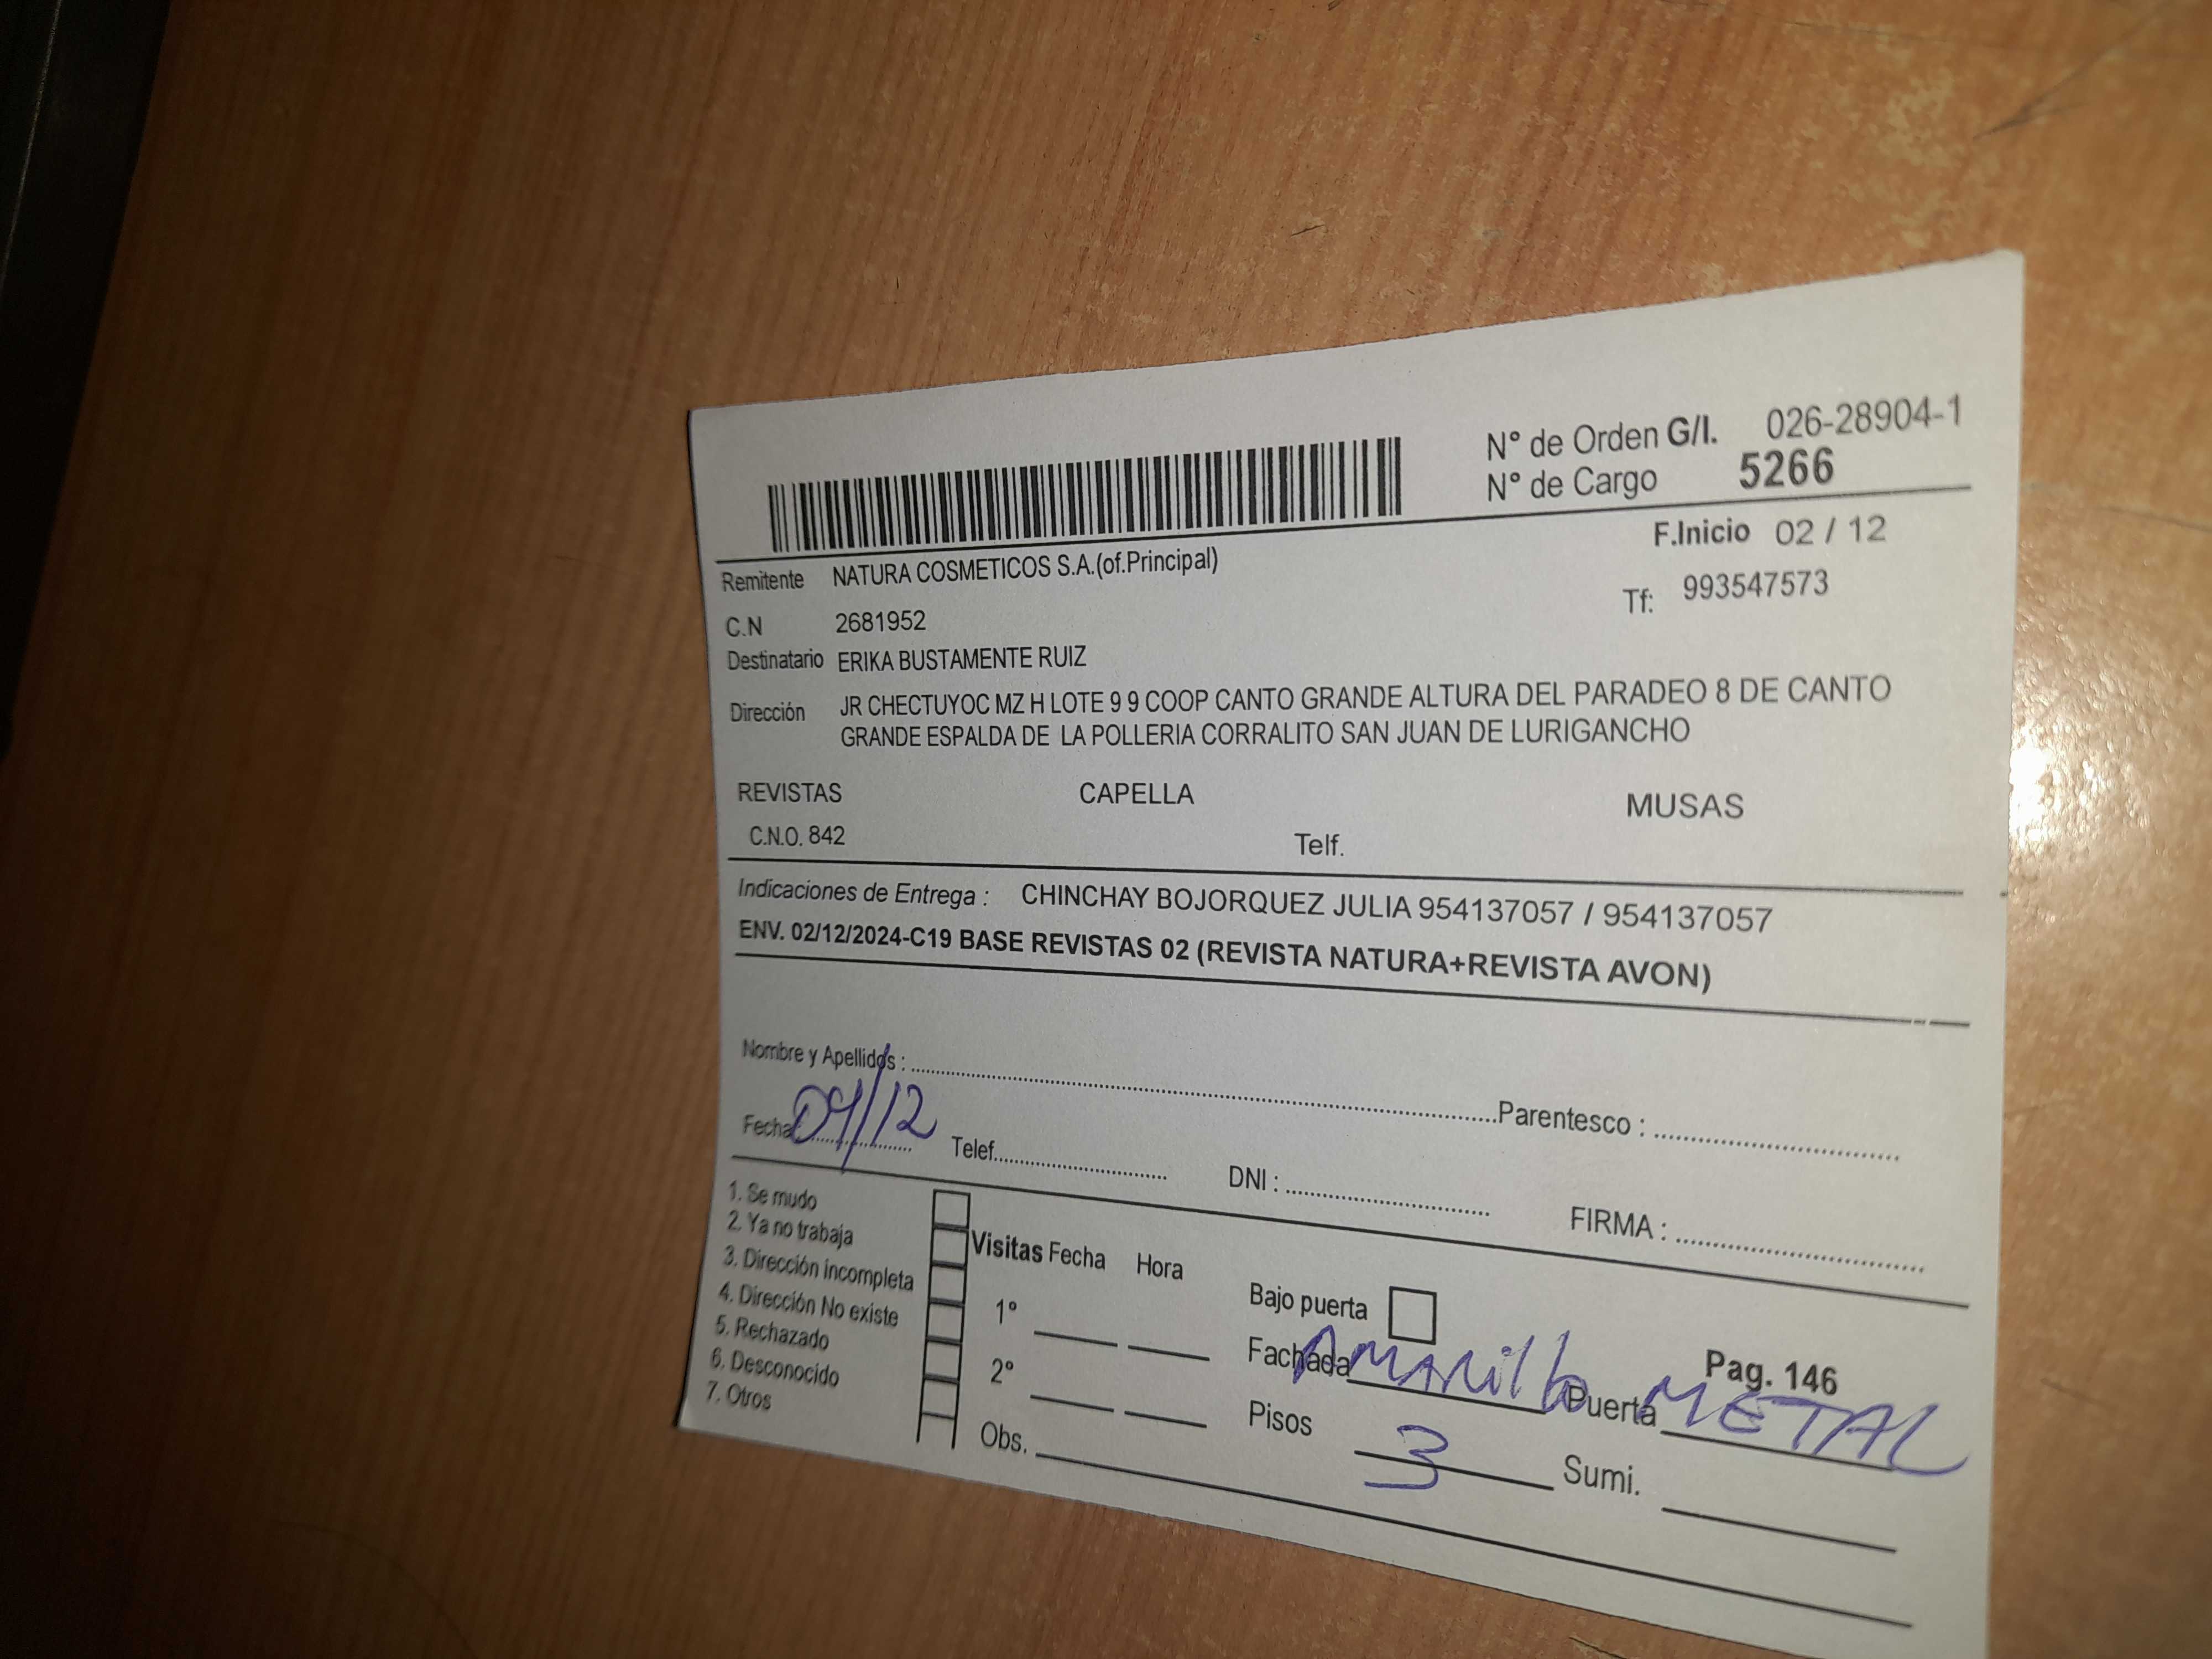 N° de Orden G/I. 026-28904-1
N° de Cargo 5266
F.Inicio 02 / 12
Remitente NATURA COSMETICOS S.A.(of.Principal)
Tf: 993547573
C.N 2681952
Destinatario ERIKA BUSTAMENTE RUIZ
Dirección JR CHECTUYOC MZ H LOTE 9 9 COOP CANTO GRANDE ALTURA DEL PARADEO 8 DE CANTO
GRANDE ESPALDA DE LA POLLERIA CORRALITO SAN JUAN DE LURIGANCHO
REVISTAS CAPELLA MUSAS
C.N.O. 842 Telf.
Indicaciones de Entrega : CHINCHAY BOJORQUEZ JULIA 954137057 / 954137057
ENV. 02/12/2024-C19 BASE REVISTAS 02 (REVISTA NATURA+REVISTA AVON)
Nombre y Apellidos : Parentesco :
Fecha: 04/12 Telef. DNI : FIRMA :
1. Se mudo
2. Ya no trabaja
3. Dirección incompleta
4. Dirección No existe
5. Rechazado
6. Desconocido
7. Otros
Visitas Fecha Hora
1°
2°
Obs.
Bajo puerta
Pag. 146
Fachada AMARillo Puerta METAL
Pisos 3 Sumi.